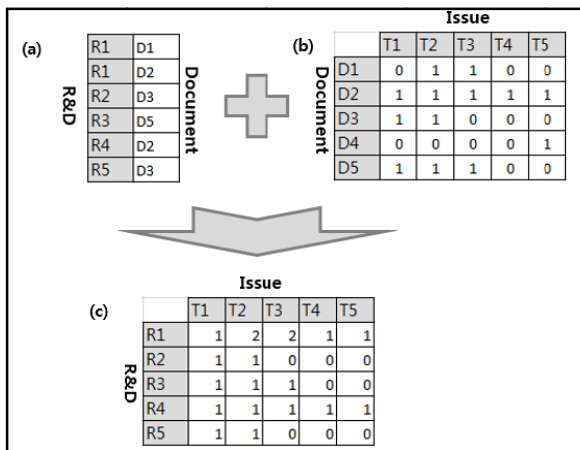 (a)
R&D
Document
R1 D1
R1 D2
R2 D3
R3 D5
R4 D2
R5 D3
(b)
Issue
Document
T1 T2 T3 T4 T5
D1 0 1 1 0 0
D2 1 1 1 1 1
D3 1 1 0 0 0
D4 0 0 0 0 1
D5 1 1 1 0 0
(c)
Issue
R&D
T1 T2 T3 T4 T5
R1 1 2 2 1 1
R2 1 1 0 0 0
R3 1 1 1 0 0
R4 1 1 1 1 1
R5 1 1 0 0 0